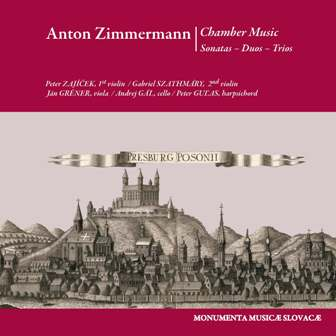 Anton Zimmermann
Chamber Music
Sonatas – Duos – Trios
Peter ZAJÍČEK, 1st violin / Gabriel SZATHMÁRY, 2nd violin
Ján GRÉNER, viola / Andrej GÁL, cello / Peter GUĽAS, harpsichord
PRESBURG POSONII
MONUMENTA MUSICÆ SLOVACÆ